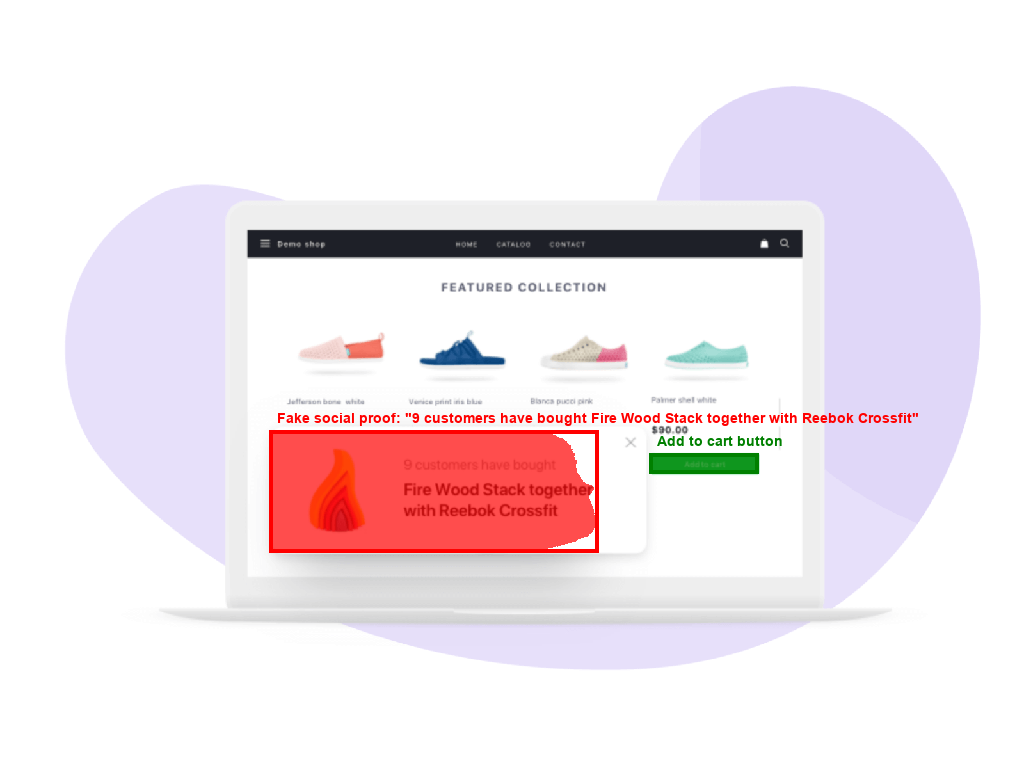 Demo shop HOME CATALOG CONTACT
FEATURED COLLECTION
Jefferson bone white Venice print iris blue Blanca pucci pink Palmer shell white
Fake social proof: "9 customers have bought Fire Wood Stack together with Reebok Crossfit"
$90.00
Add to cart button
9 customers have bought
Add to cart
Fire Wood Stack together
with Reebok Crossfit